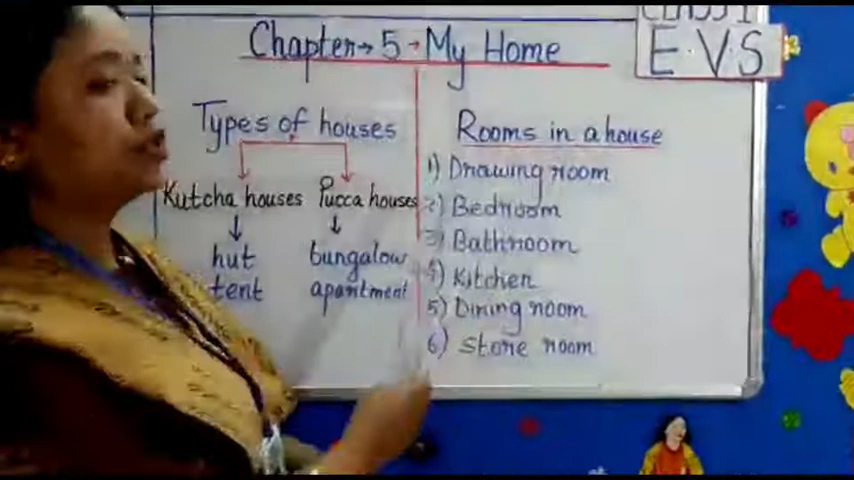 CLASS I
E.V.S
Chapter→5→My Home
Types of houses
Kutcha houses
hut
tent
Pucca houses
bungalow
apartment
Rooms in a house
1) Drawing room
2) Bedroom
3) Bathroom
4) Kitchen
5) Dining room
6) Store room